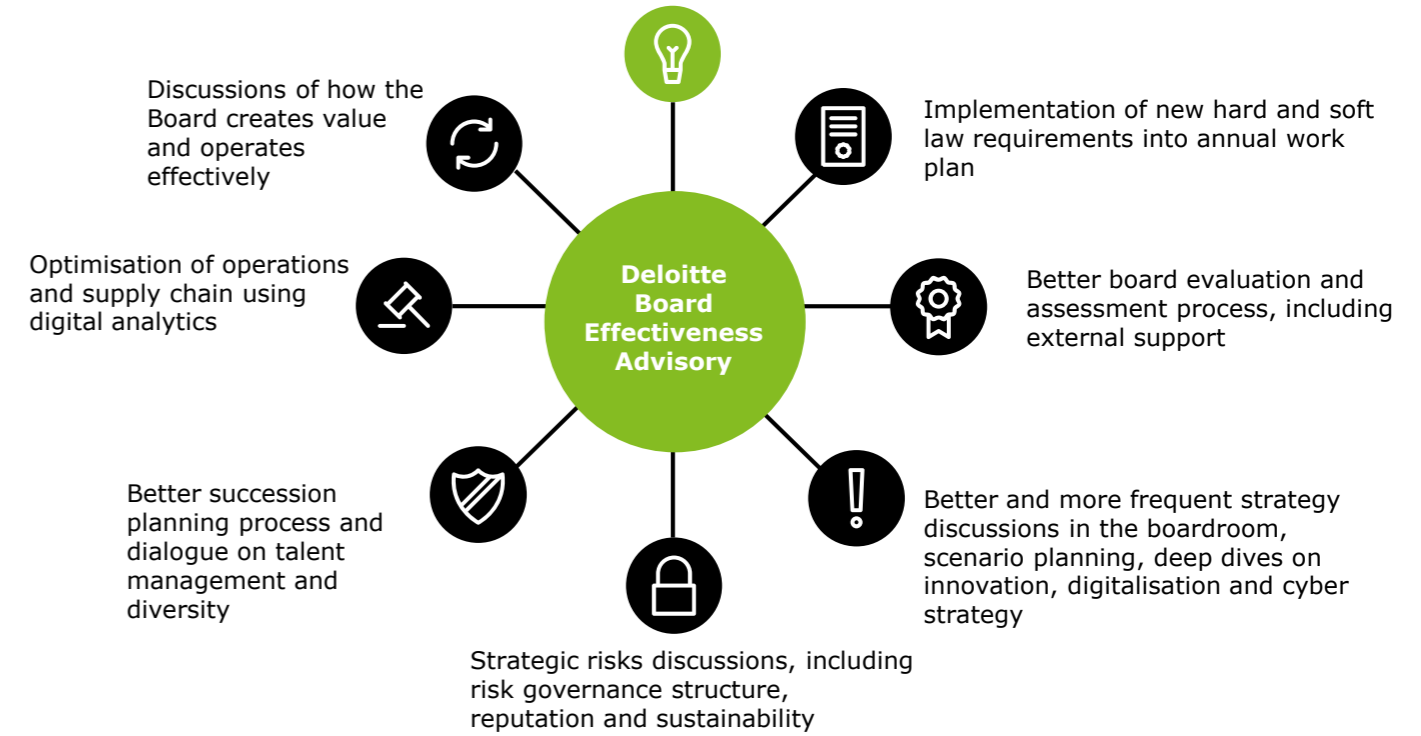 Discussions of how the
Board creates value
and operates
effectively
Implementation of new hard and soft
law requirements into annual work
plan
Optimisation of operations
and supply chain using
digital analytics
Deloitte
Board
Effectiveness
Advisory
Better board evaluation and
assessment process, including
external support
Better succession
planning process and
dialogue on talent
management and
diversity
Better and more frequent strategy
discussions in the boardroom,
scenario planning, deep dives on
innovation, digitalisation and cyber
strategy
Strategic risks discussions, including
risk governance structure,
reputation and sustainability